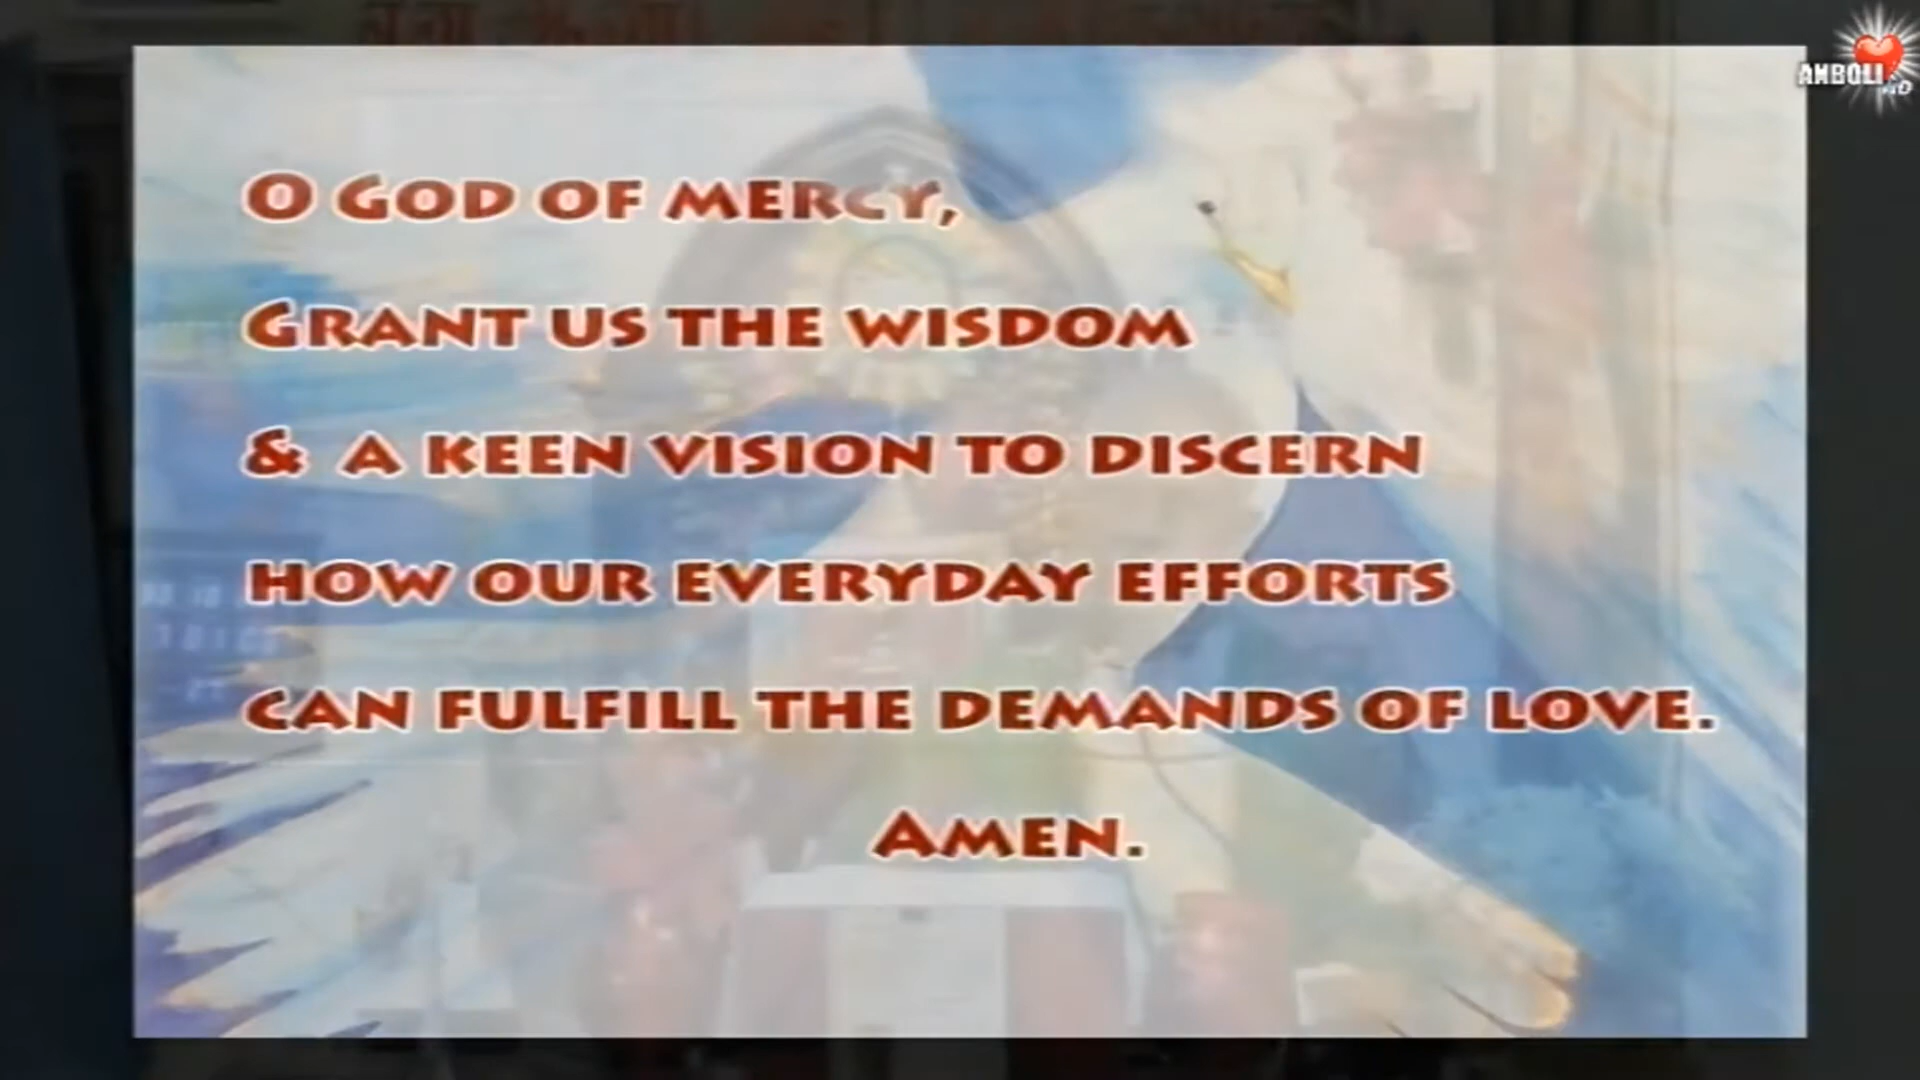 ANBOLI
HD
O GOD OF MERCY,
GRANT US THE WISDOM
& A KEEN VISION TO DISCERN
HOW OUR EVERYDAY EFFORTS
CAN FULFILL THE DEMANDS OF LOVE.
AMEN.